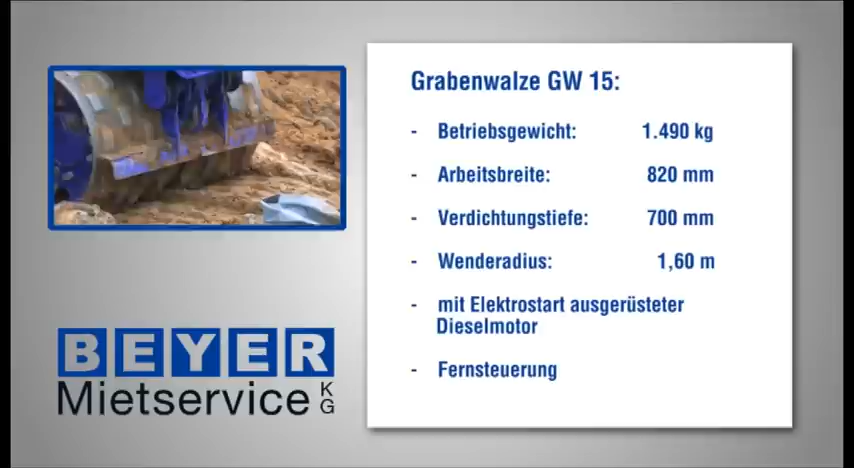 Grabenwalze GW 15:
- Betriebsgewicht: 1.490 kg
- Arbeitsbreite: 820 mm
- Verdichtungstiefe: 700 mm
- Wenderadius: 1,60 m
- mit Elektrostart ausgerüsteter
Dieselmotor
- Fernsteuerung
BEYER
Mietservice KG